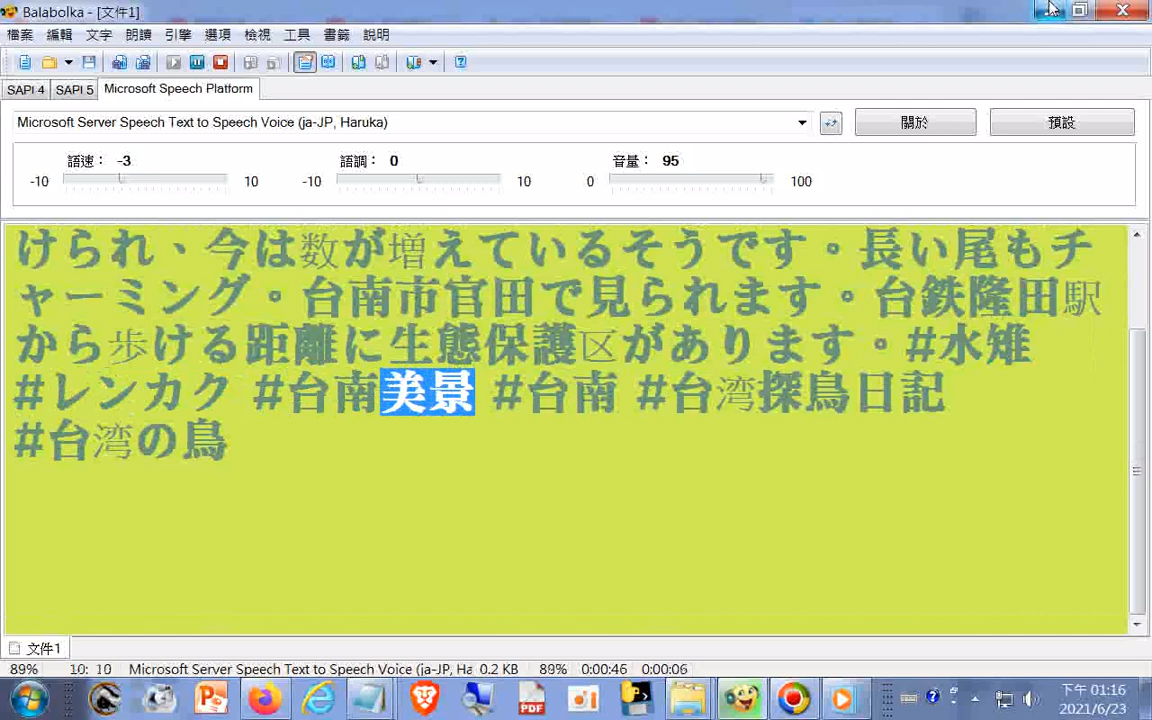 Balabolka - [文件1]
檔案 編輯 文字 朗讀 引擎 選項 檢視 工具 書籤 說明
SAPI 4 SAPI 5 Microsoft Speech Platform
Microsoft Server Speech Text to Speech Voice (ja-JP, Haruka) 關於 預設
語速： -3 語調： 0 音量： 95
-10 10 -10 10 0 100
けられ、今は数が増えているそうです。長い尾もチ
ャーミング。台南市官田で見られます。台鉄隆田駅
から歩ける距離に生態保護区があります。#水雉
#レンカク #台南美景 #台南 #台湾探鳥日記
#台湾の鳥
文件1
89% 10: 10 Microsoft Server Speech Text to Speech Voice (ja-JP, Ha 0.2 KB 88% 0:00:46 0:00:06
PDF
下午 01:16
2021/6/23